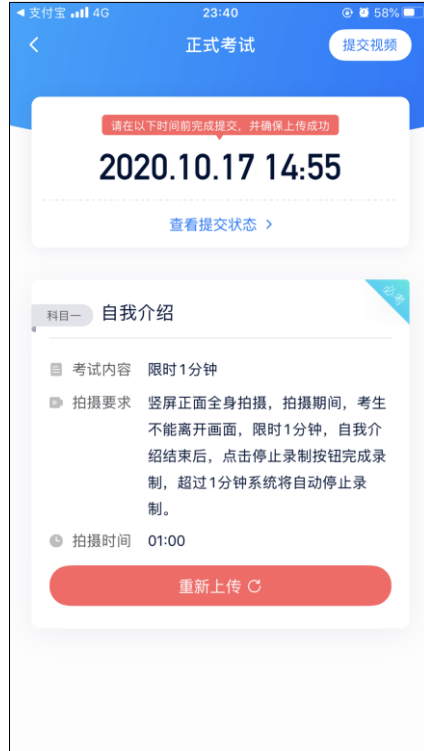 支付宝 4G 23:40 58%
正式考试 提交视频
请在以下时间前完成提交，并确保上传成功
2020.10.17 14:55
查看提交状态
必考
科目一 自我介绍
考试内容 限时1分钟
拍摄要求 竖屏正面全身拍摄，拍摄期间，考生
不能离开画面，限时1分钟，自我介
绍结束后，点击停止录制按钮完成录
制，超过1分钟系统将自动停止录
制。
拍摄时间 01:00
重新上传